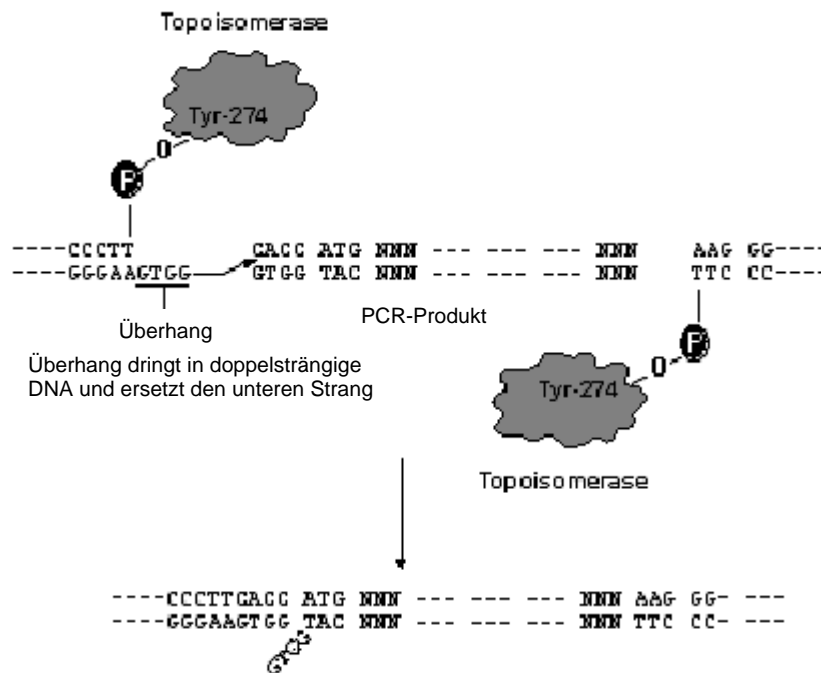 Topoisomerase
Tyr-274
O
P
----CCCTT CACC ATG NNN --- --- --- NNN AAG GG----
GGGAAGTGG GTGG TAC NNN --- --- --- NNN TTC CC----
Überhang
PCR-Produkt
P
Überhang dringt in doppelsträngige
DNA und ersetzt den unteren Strang
O
Tyr-274
Topoisomerase
----CCCTTCACC ATG NNN --- --- --- NNN AAG GG- ---
----GGGAAGTGG TAC NNN --- --- --- NNN TTC CC- ---
GTGG